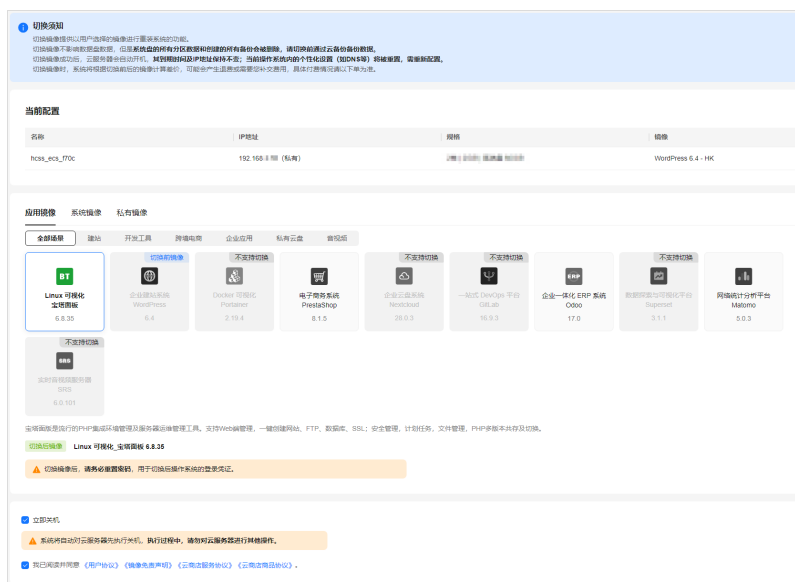 切换须知
切换镜像提供以用户选择的镜像进行重装系统的功能。
切换镜像不影响数据盘数据，但是系统盘的所有分区数据和创建的所有备份会被删除，请切换前通过云备份备份数据。
切换镜像成功后，云服务器会自动开机，其到期时间及IP地址保持不变；当前操作系统内的个性化设置（如DNS等）将被重置，需重新配置。
切换镜像时，系统将根据切换前后的镜像计算差价，可能会产生退费或需要您补交费用，具体付费情况请以下单为准。
当前配置
名称 IP地址 规格 镜像
hcss_ecs_f70c 192.168 （私有） WordPress 6.4 - HK
应用镜像 系统镜像 私有镜像
全部场景 建站 开发工具 跨境电商 企业应用 私有云盘 音视频
切换前镜像 不支持切换 不支持切换 不支持切换 不支持切换
BT ERP
Linux 可视化 企业建站系统 Docker 可视化 电子商务系统 企业云盘系统 一站式 DevOps 平台 企业一体化 ERP 系统 数据探索与可视化平台 网络统计分析平台
宝塔面板 WordPress Portainer PrestaShop Nextcloud GitLab Odoo Superset Matomo
6.8.35 6.4 2.19.4 8.1.5 28.0.3 16.9.3 17.0 3.1.1 5.0.3
不支持切换
SRS
实时音视频服务器
SRS
6.0.101
宝塔面版是流行的PHP集成环境管理及服务器运维管理工具。支持Web端管理，一键创建网站、FTP、数据库、SSL；安全管理，计划任务，文件管理，PHP多版本共存及切换。
切换后镜像 Linux 可视化_宝塔面板 6.8.35
切换镜像后，请务必重置密码，用于切换后操作系统的登录凭证。
立即关机
系统将自动对云服务器先执行关机，执行过程中，请勿对云服务器进行其他操作。
我已阅读并同意 《用户协议》《镜像免责声明》《云商店服务协议》《云商店商品协议》。